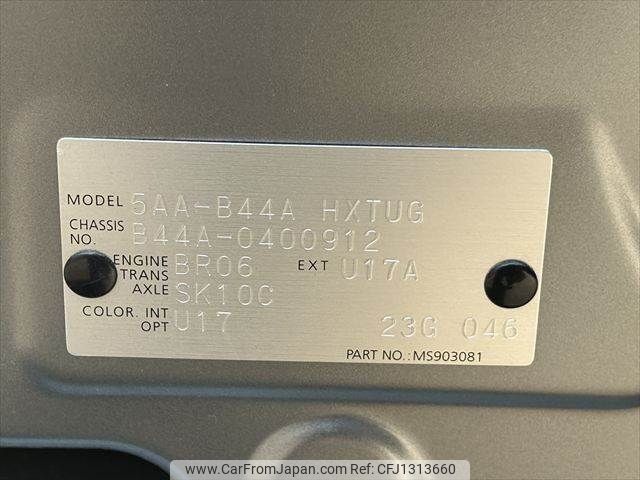 MODEL 5AA-B44A HXTUG
CHASSIS NO. B44A-0400912
ENGINE BR06 EXT U17A
TRANS AXLE SK10C
COLOR. INT U17
OPT 23G 046
PART NO.:MS903081
www.CarFromJapan.com - Ref No. CFJ1313660